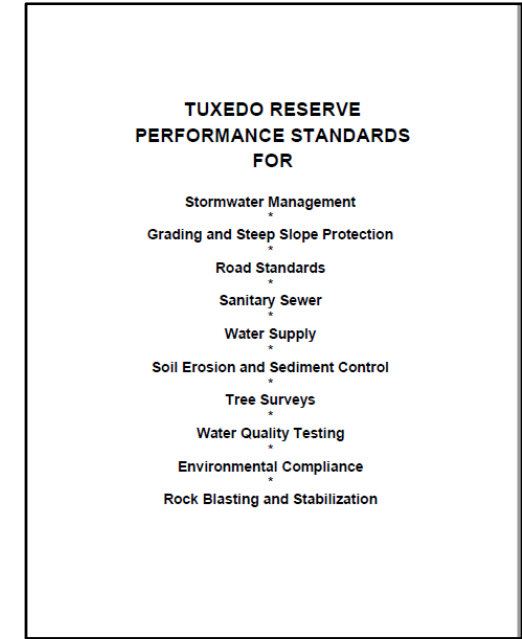 TUXEDO RESERVE
PERFORMANCE STANDARDS
FOR
Stormwater Management
*
Grading and Steep Slope Protection
*
Road Standards
*
Sanitary Sewer
*
Water Supply
*
Soil Erosion and Sediment Control
*
Tree Surveys
*
Water Quality Testing
*
Environmental Compliance
*
Rock Blasting and Stabilization